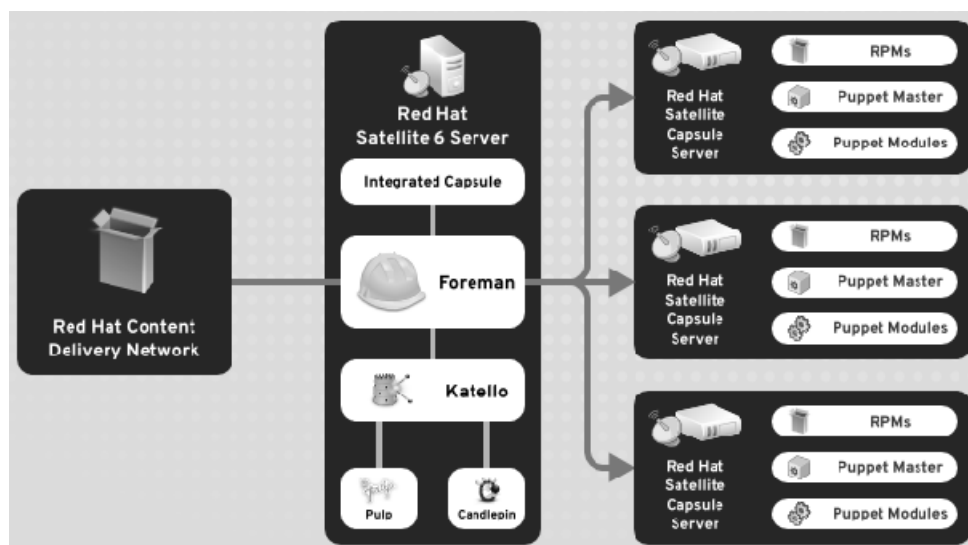 Red Hat Content
Delivery Network
Red Hat
Satellite 6 Server
Integrated Capsule
Foreman
Katello
pulp
Pulp
Candlepin
Red Hat
Satellite
Capsule
Server
RPMs
Puppet Master
Puppet Modules
Red Hat
Satellite
Capsule
Server
RPMs
Puppet Master
Puppet Modules
Red Hat
Satellite
Capsule
Server
RPMs
Puppet Master
Puppet Modules